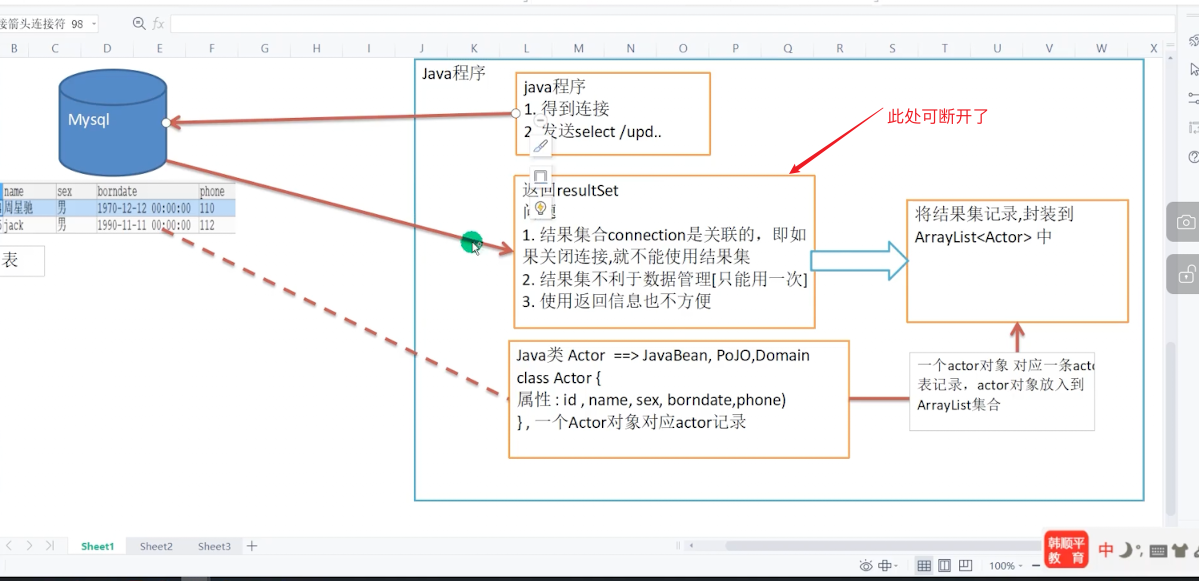 接箭头连接符 98
fx
B C D E F G H I J K L M N O P Q R S T U V W X
Mysql
name sex borndate phone
周星驰 男 1970-12-12 00:00:00 110
jack 男 1990-11-11 00:00:00 112
表
Java程序
java程序
1. 得到连接
2 发送select /upd..
此处可断开了
返回resultSet
问题
1. 结果集合connection是关联的，即如
果关闭连接,就不能使用结果集
2. 结果集不利于数据管理[只能用一次]
3. 使用返回信息也不方便
将结果集记录,封装到
ArrayList<Actor> 中
Java类 Actor ==> JavaBean, PoJO,Domain
class Actor {
属性 : id , name, sex, borndate,phone)
} , 一个Actor对象对应actor记录
一个actor对象 对应一条acto
表记录，actor对象放入到
ArrayList集合
Sheet1 Sheet2 Sheet3
韩顺平
教 育
中
100%